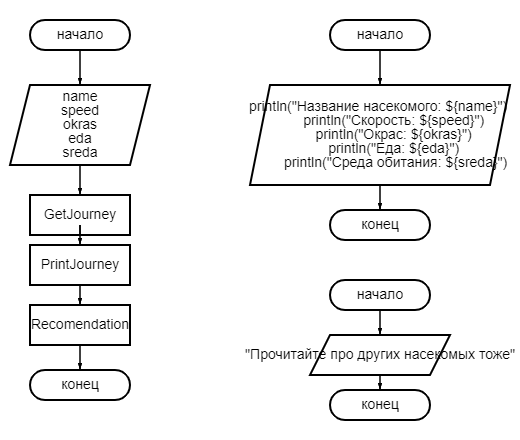 начало
name
speed
okras
eda
sreda
GetJourney
PrintJourney
Recomendation
конец
начало
println("Название насекомого: ${name}")
println("Скорость: ${speed}")
println("Окрас: ${okras}")
println("Еда: ${eda}")
println("Среда обитания: ${sreda}")
конец
начало
"Прочитайте про других насекомых тоже"
конец